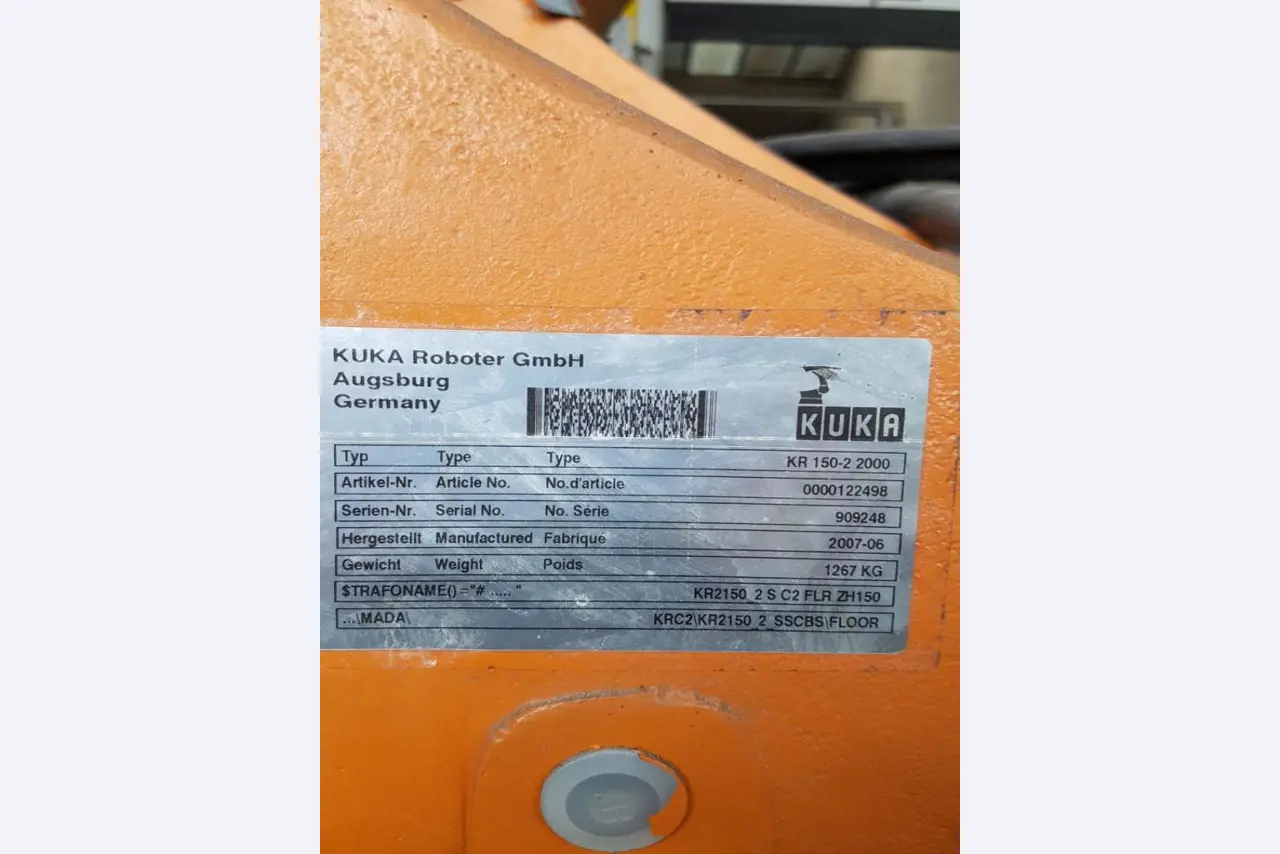 KUKA Roboter GmbH
Augsburg
Germany
KUKA
Typ Type Type KR 150-2 2000
Artikel-Nr. Article No. No.d'article 0000122498
Serien-Nr. Serial No. No. Série 909248
Hergestellt Manufactured Fabriqué 2007-06
Gewicht Weight Poids 1267 KG
$TRAFONAME()="# ..... " KR2150_2 S C2 FLR ZH150
...\MADA\ KRC2\KR2150_2_SSCBS\FLOOR